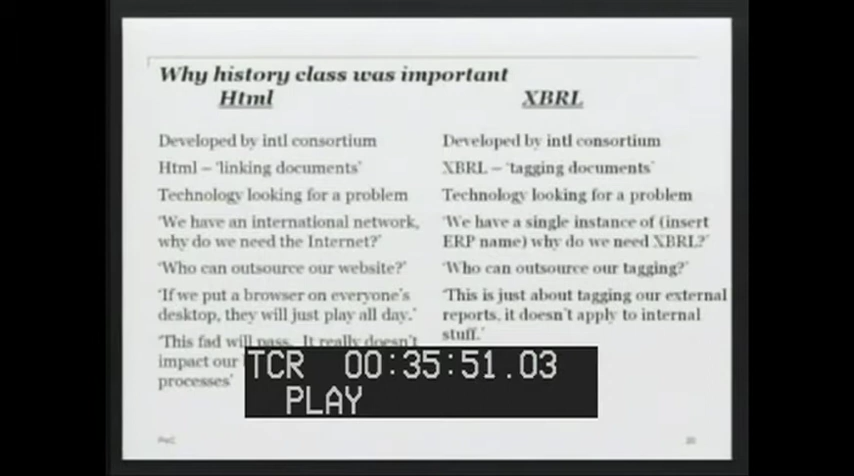 Why history class was important
Html
XBRL
Developed by intl consortium
Html – 'linking documents'
Technology looking for a problem
'We have an international network,
why do we need the Internet?'
'Who can outsource our website?'
'If we put a browser on everyone's
desktop, they will just play all day.'
'This fad will pass. It really doesn't
impact our
processes'
Developed by intl consortium
XBRL – 'tagging documents'
Technology looking for a problem
'We have a single instance of (insert
ERP name) why do we need XBRL?'
'Who can outsource our tagging?'
'This is just about tagging our external
reports, it doesn't apply to internal
stuff.'
TCR 00:35:51.03
PLAY
PwC